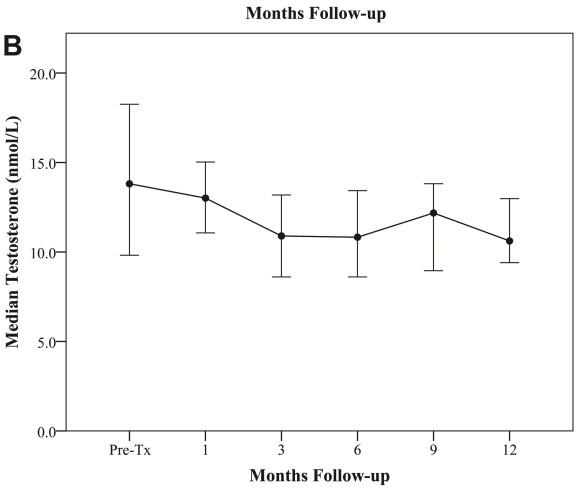 Months Follow-up
B
Median Testosterone (nmol/L)
20.0
15.0
10.0
5.0
0.0
Pre-Tx 1 3 6 9 12
Months Follow-up